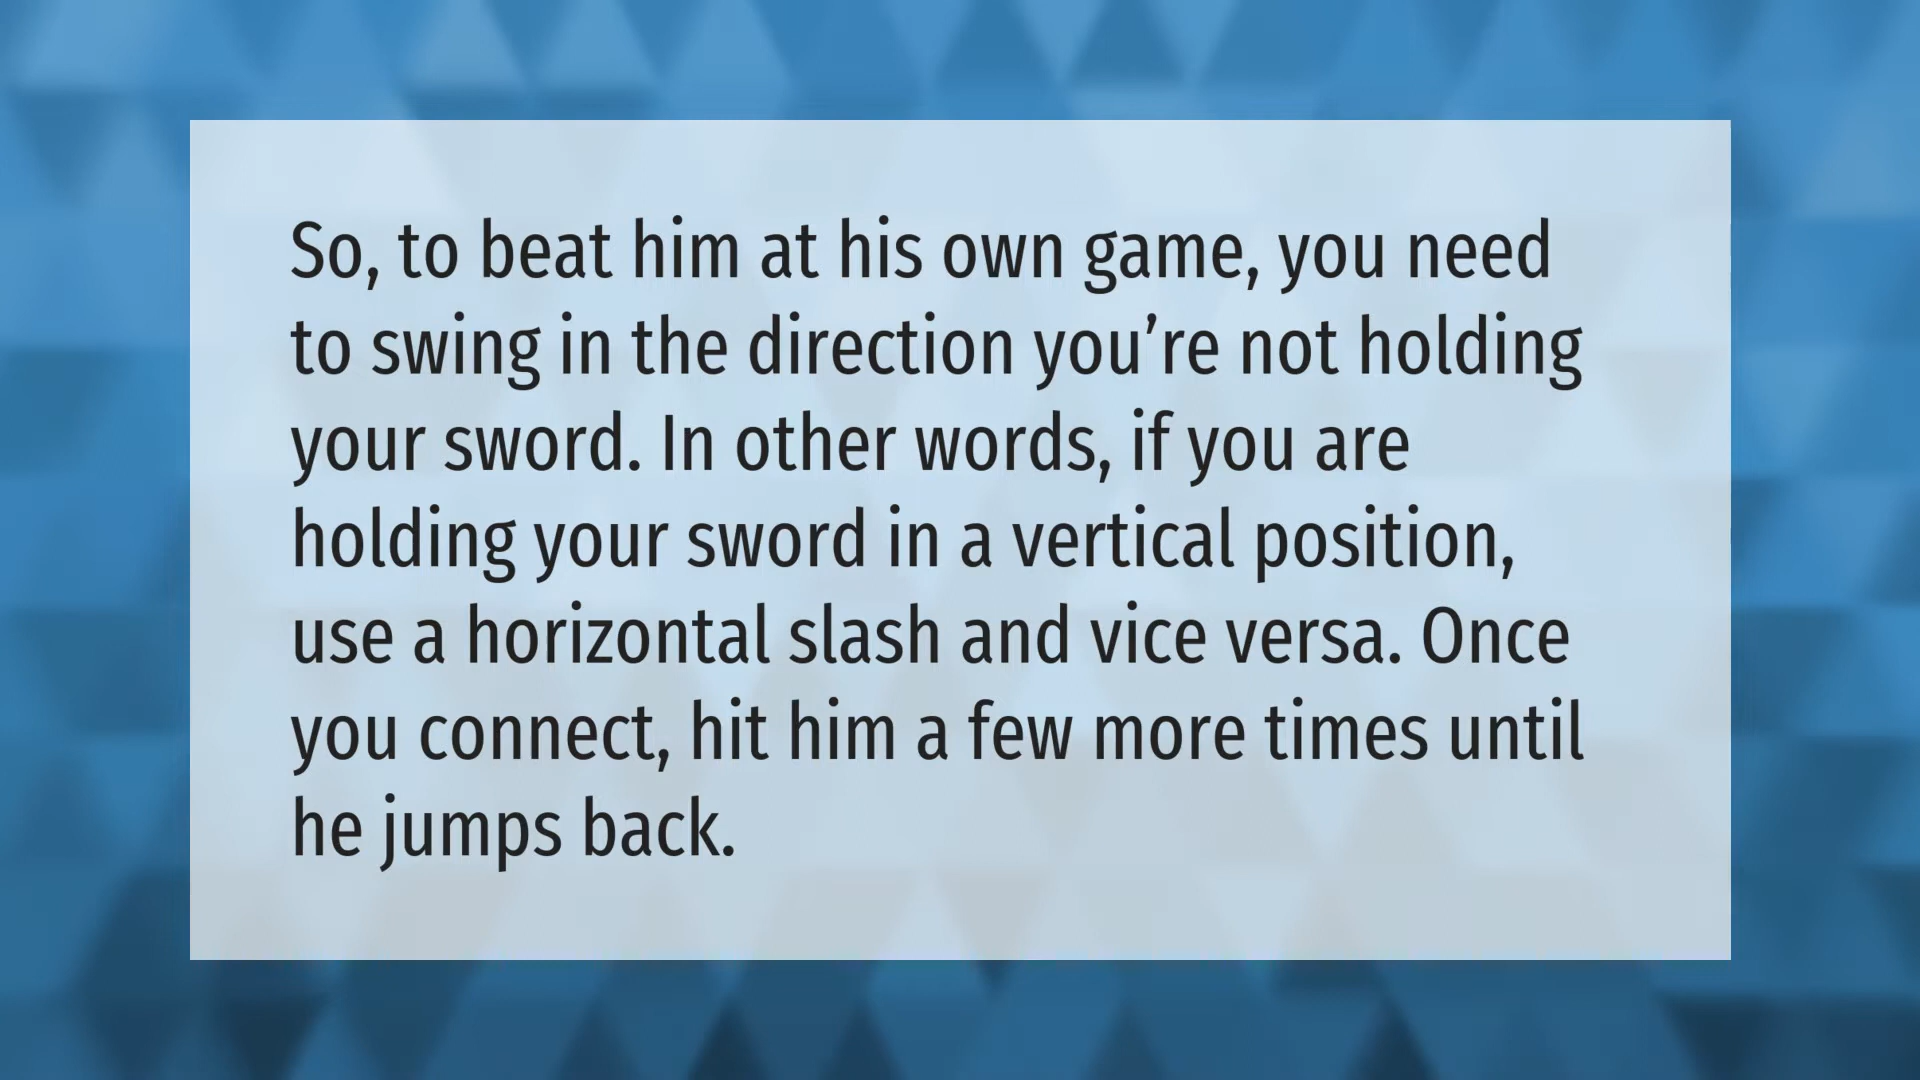 So, to beat him at his own game, you need
to swing in the direction you’re not holding
your sword. In other words, if you are
holding your sword in a vertical position,
use a horizontal slash and vice versa. Once
you connect, hit him a few more times until
he jumps back.